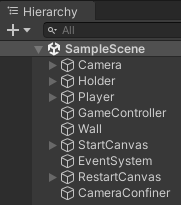 Hierarchy
All
SampleScene
Camera
Holder
Player
GameController
Wall
StartCanvas
EventSystem
RestartCanvas
CameraConfiner